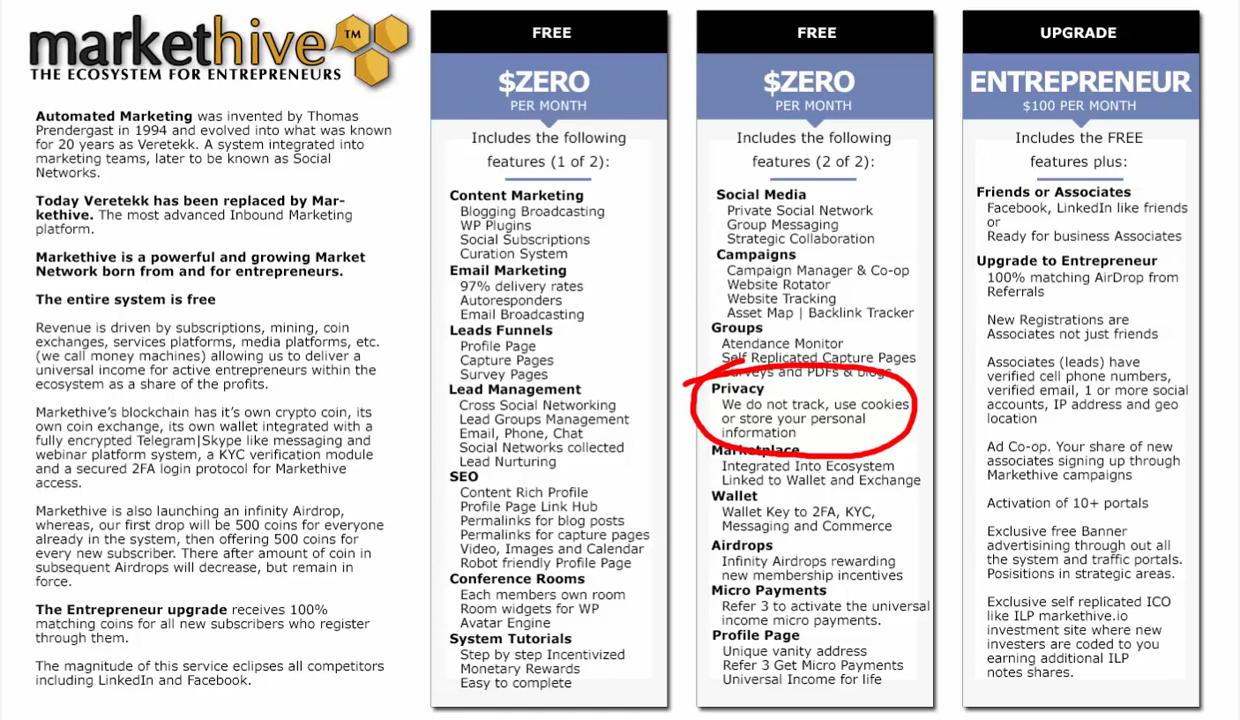 markethive TM
THE ECOSYSTEM FOR ENTREPRENEURS
Automated Marketing was invented by Thomas
Prendergast in 1994 and evolved into what was known
for 20 years as Veretekk. A system integrated into
marketing teams, later to be known as Social
Networks.
Today Veretekk has been replaced by Mar-
kethive. The most advanced Inbound Marketing
platform.
Markethive is a powerful and growing Market
Network born from and for entrepreneurs.
The entire system is free
Revenue is driven by subscriptions, mining, coin
exchanges, services platforms, media platforms, etc.
(we call money machines) allowing us to deliver a
universal income for active entrepreneurs within the
ecosystem as a share of the profits.
Markethive's blockchain has it's own crypto coin, its
own coin exchange, its own wallet integrated with a
fully encrypted Telegram|Skype like messaging and
webinar platform system, a KYC verification module
and a secured 2FA login protocol for Markethive
access.
Markethive is also launching an infinity Airdrop,
whereas, our first drop will be 500 coins for everyone
already in the system, then offering 500 coins for
every new subscriber. There after amount of coin in
subsequent Airdrops will decrease, but remain in
force.
The Entrepreneur upgrade receives 100%
matching coins for all new subscribers who register
through them.
The magnitude of this service eclipses all competitors
including LinkedIn and Facebook.
FREE
$ZERO
PER MONTH
Includes the following
features (1 of 2):
Content Marketing
Blogging Broadcasting
WP Plugins
Social Subscriptions
Curation System
Email Marketing
97% delivery rates
Autoresponders
Email Broadcasting
Leads Funnels
Profile Page
Capture Pages
Survey Pages
Lead Management
Cross Social Networking
Lead Groups Management
Email, Phone, Chat
Social Networks collected
Lead Nurturing
SEO
Content Rich Profile
Profile Page Link Hub
Permalinks for blog posts
Permalinks for capture pages
Video, Images and Calendar
Robot friendly Profile Page
Conference Rooms
Each members own room
Room widgets for WP
Avatar Engine
System Tutorials
Step by step Incentivized
Monetary Rewards
Easy to complete
FREE
$ZERO
PER MONTH
Includes the following
features (2 of 2):
Social Media
Private Social Network
Group Messaging
Strategic Collaboration
Campaigns
Campaign Manager & Co-op
Website Rotator
Website Tracking
Asset Map | Backlink Tracker
Groups
Atendance Monitor
Self Replicated Capture Pages
Surveys and PDFs & blogs
Privacy
We do not track, use cookies
or store your personal
information
Marketplace
Integrated Into Ecosystem
Linked to Wallet and Exchange
Wallet
Wallet Key to 2FA, KYC,
Messaging and Commerce
Airdrops
Infinity Airdrops rewarding
new membership incentives
Micro Payments
Refer 3 to activate the universal
income micro payments.
Profile Page
Unique vanity address
Refer 3 Get Micro Payments
Universal Income for life
UPGRADE
ENTREPRENEUR
$100 PER MONTH
Includes the FREE
features plus:
Friends or Associates
Facebook, LinkedIn like friends
or
Ready for business Associates
Upgrade to Entrepreneur
100% matching AirDrop from
Referrals
New Registrations are
Associates not just friends
Associates (leads) have
verified cell phone numbers,
verified email, 1 or more social
accounts, IP address and geo
location
Ad Co-op. Your share of new
associates signing up through
Markethive campaigns
Activation of 10+ portals
Exclusive free Banner
advertisining through out all
the system and traffic portals.
Posisitions in strategic areas.
Exclusive self replicated ICO
like ILP markethive.io
investment site where new
investers are coded to you
earning additional ILP
notes shares.